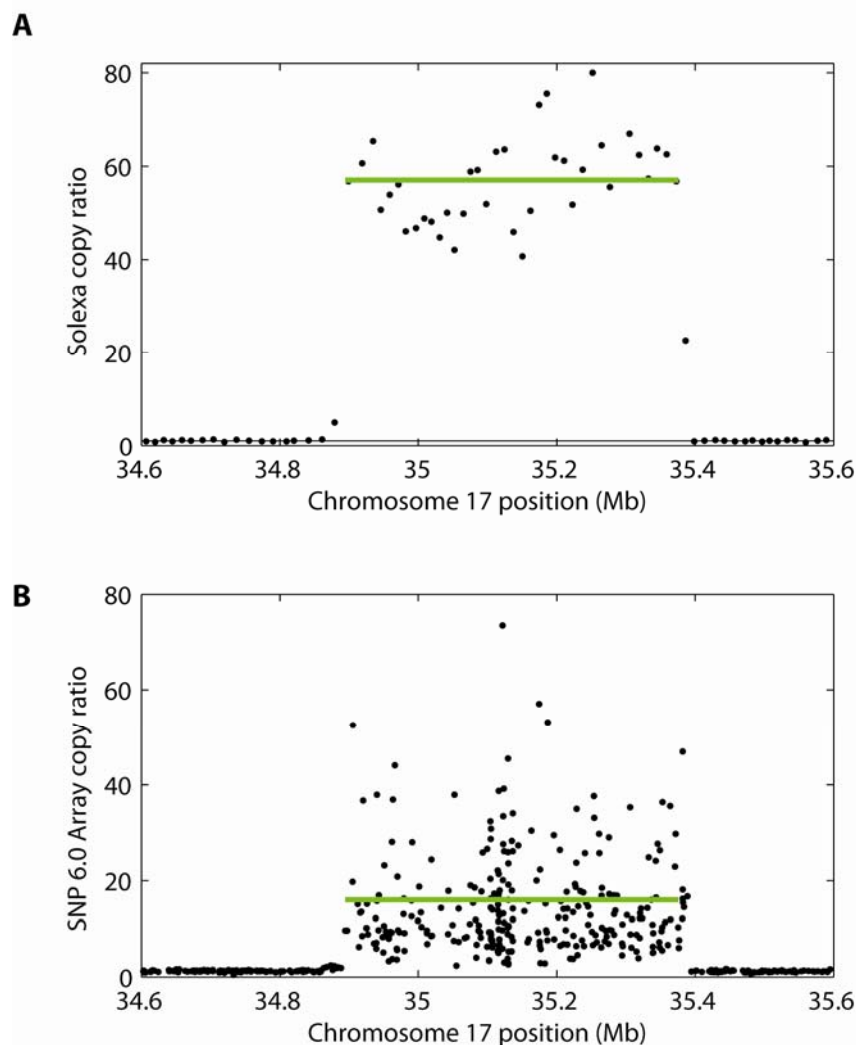 A
Solexa copy ratio
80
60
40
20
0
34.6 34.8 35 35.2 35.4 35.6
Chromosome 17 position (Mb)
B
SNP 6.0 Array copy ratio
80
60
40
20
0
34.6 34.8 35 35.2 35.4 35.6
Chromosome 17 position (Mb)